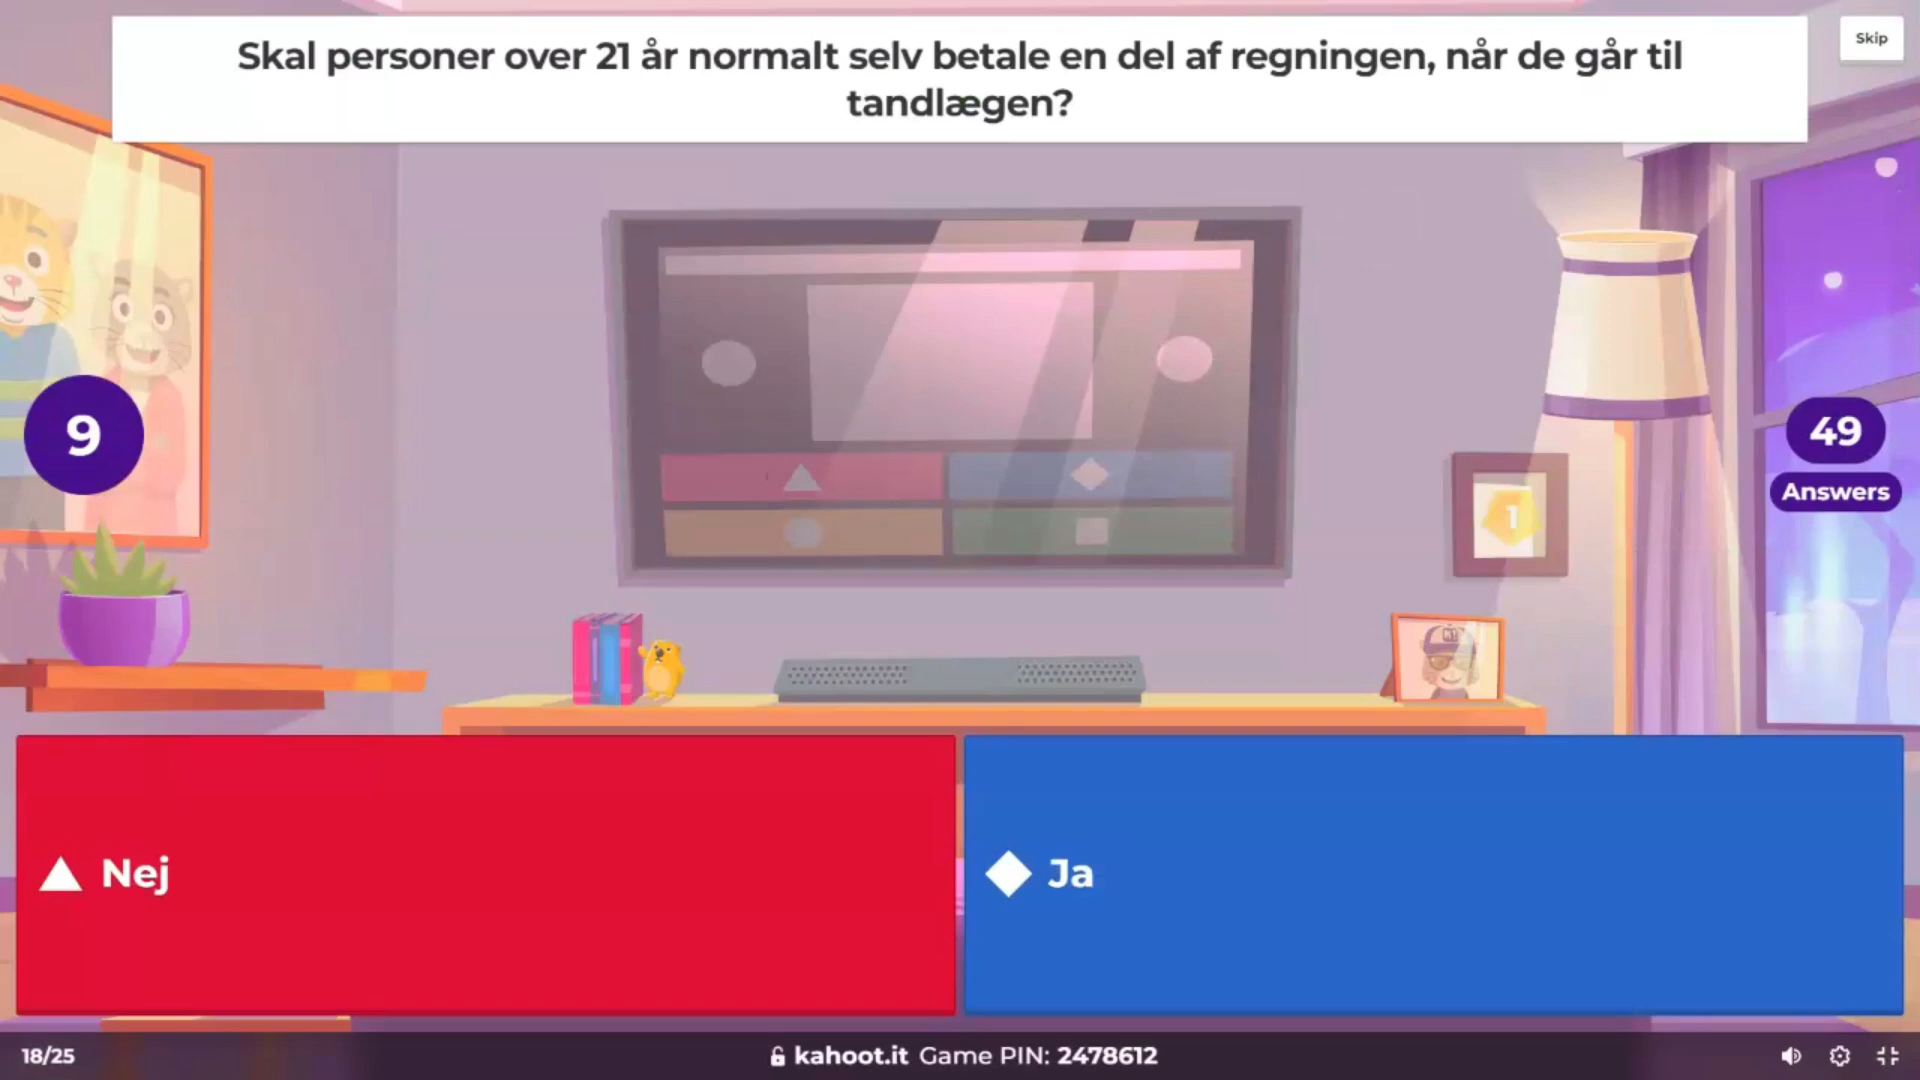 Skal personer over 21 år normalt selv betale en del af regningen, når de går til
tandlægen?
Skip
9
49
Answers
1
K!
Nej
Ja
18/25
kahoot.it Game PIN: 2478612